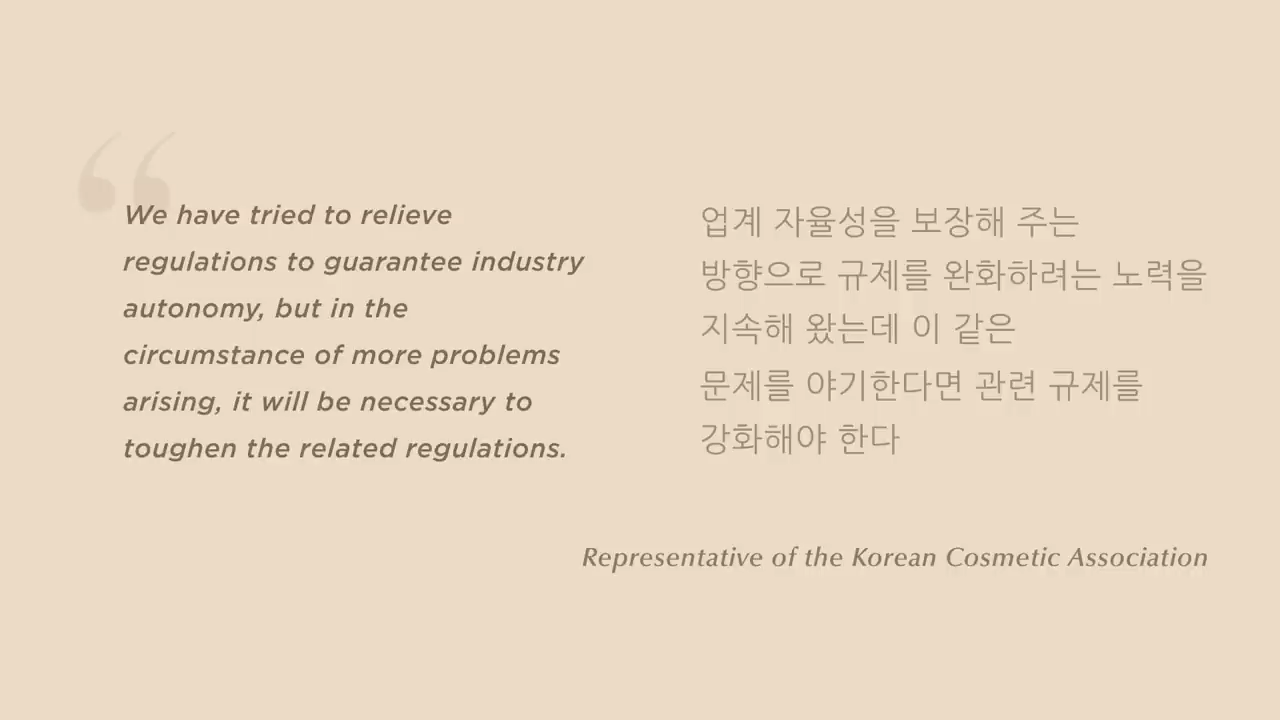 We have tried to relieve
regulations to guarantee industry
autonomy, but in the
circumstance of more problems
arising, it will be necessary to
toughen the related regulations.
업계 자율성을 보장해 주는
방향으로 규제를 완화하려는 노력을
지속해 왔는데 이 같은
문제를 야기한다면 관련 규제를
강화해야 한다
Representative of the Korean Cosmetic Association